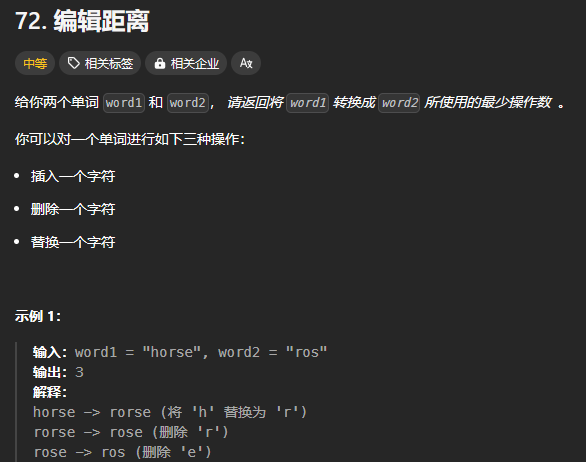 72. 编辑距离
中等 相关标签 相关企业 Ax
给你两个单词 word1 和 word2， 请返回将 word1 转换成 word2 所使用的最少操作数 。
你可以对一个单词进行如下三种操作：
• 插入一个字符
• 删除一个字符
• 替换一个字符
示例 1：
输入：word1 = "horse", word2 = "ros"
输出：3
解释：
horse -> rorse (将 'h' 替换为 'r')
rorse -> rose (删除 'r')
rose -> ros (删除 'e')